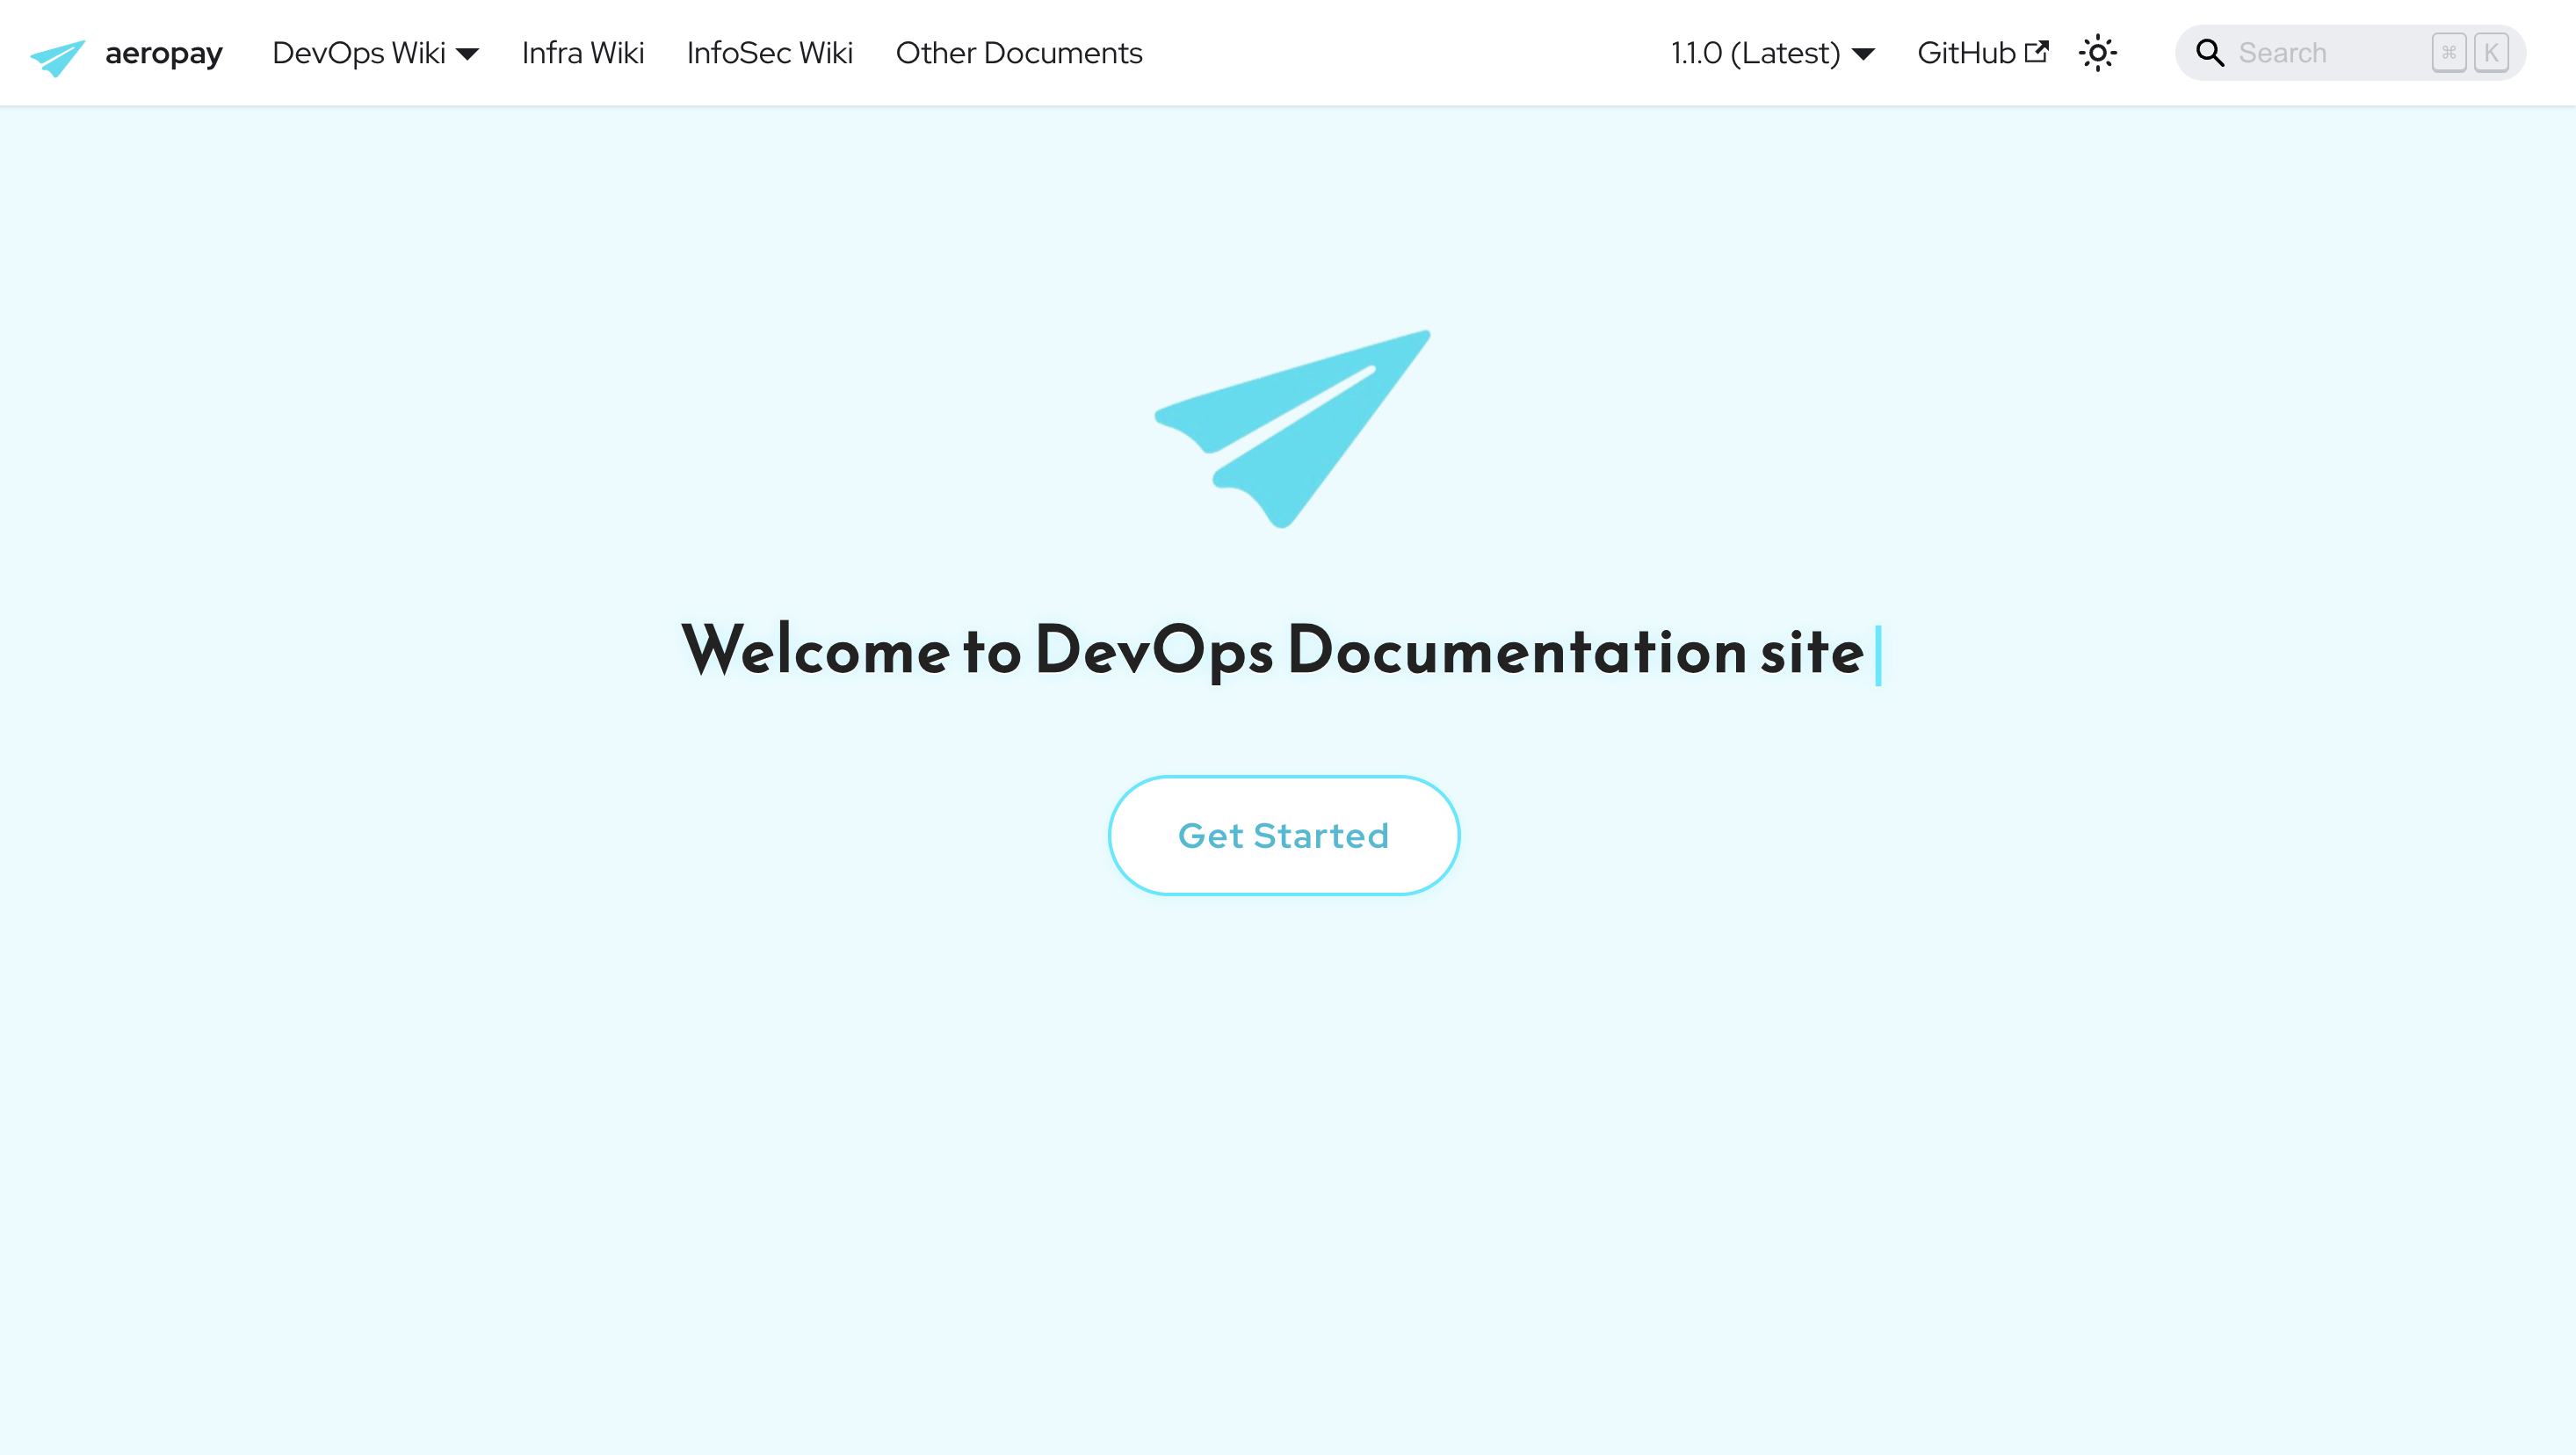 aeropay DevOps Wiki Infra Wiki InfoSec Wiki Other Documents 1.1.0 (Latest) GitHub Search ⌘ K
Welcome to DevOps Documentation site
Get Started